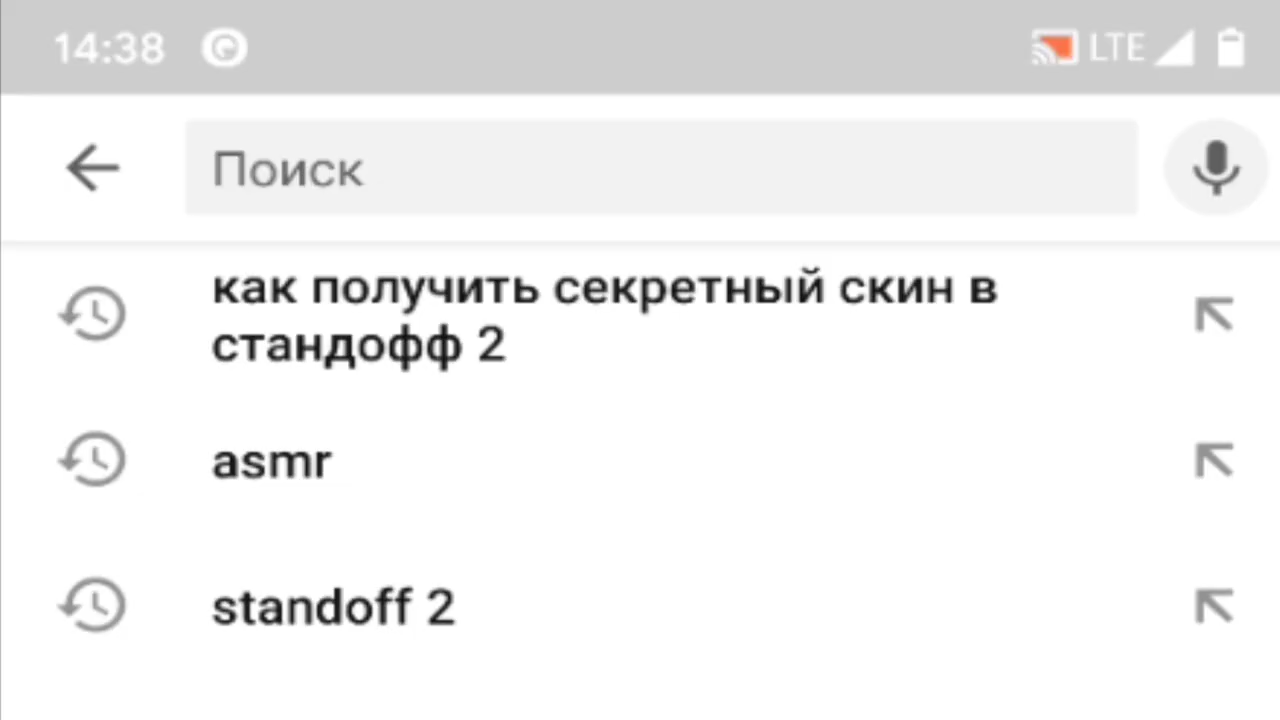 14:38 LTE
Поиск
как получить секретный скин в
стандофф 2
asmr
standoff 2